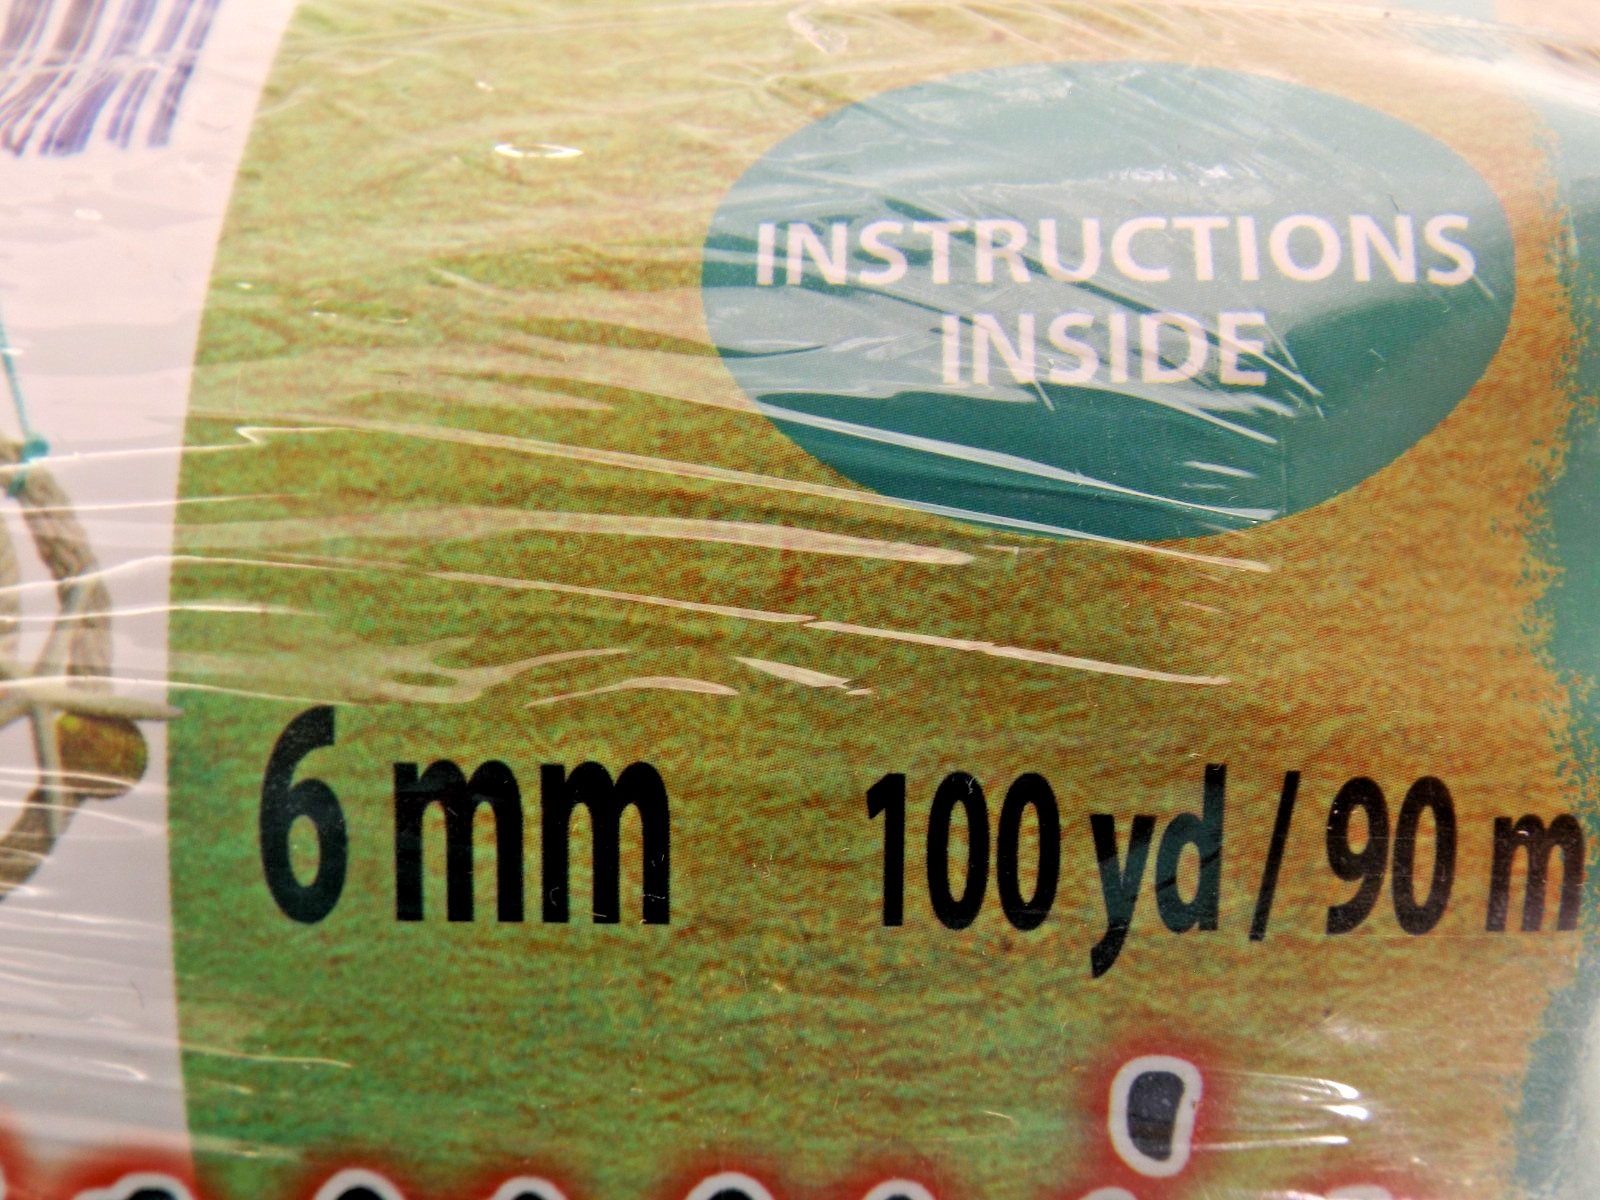 INSTRUCTIONS
INSIDE
6 mm 100 yd / 90 m